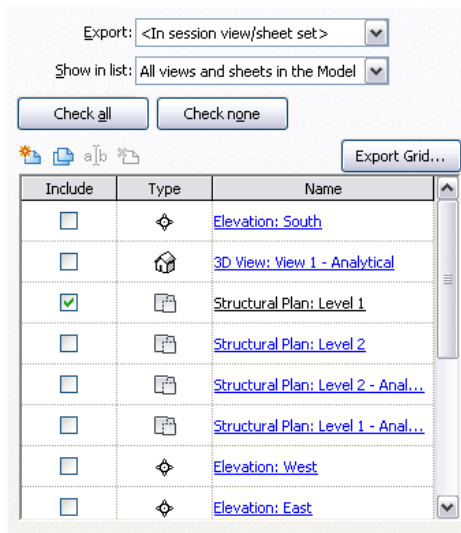 Export: <In session view/sheet set>
Show in list: All views and sheets in the Model
Check all Check none
a b Export Grid...
Include Type Name
Elevation: South
3D View: View 1 - Analytical
Structural Plan: Level 1
Structural Plan: Level 2
Structural Plan: Level 2 - Anal...
Structural Plan: Level 1 - Anal...
Elevation: West
Elevation: East